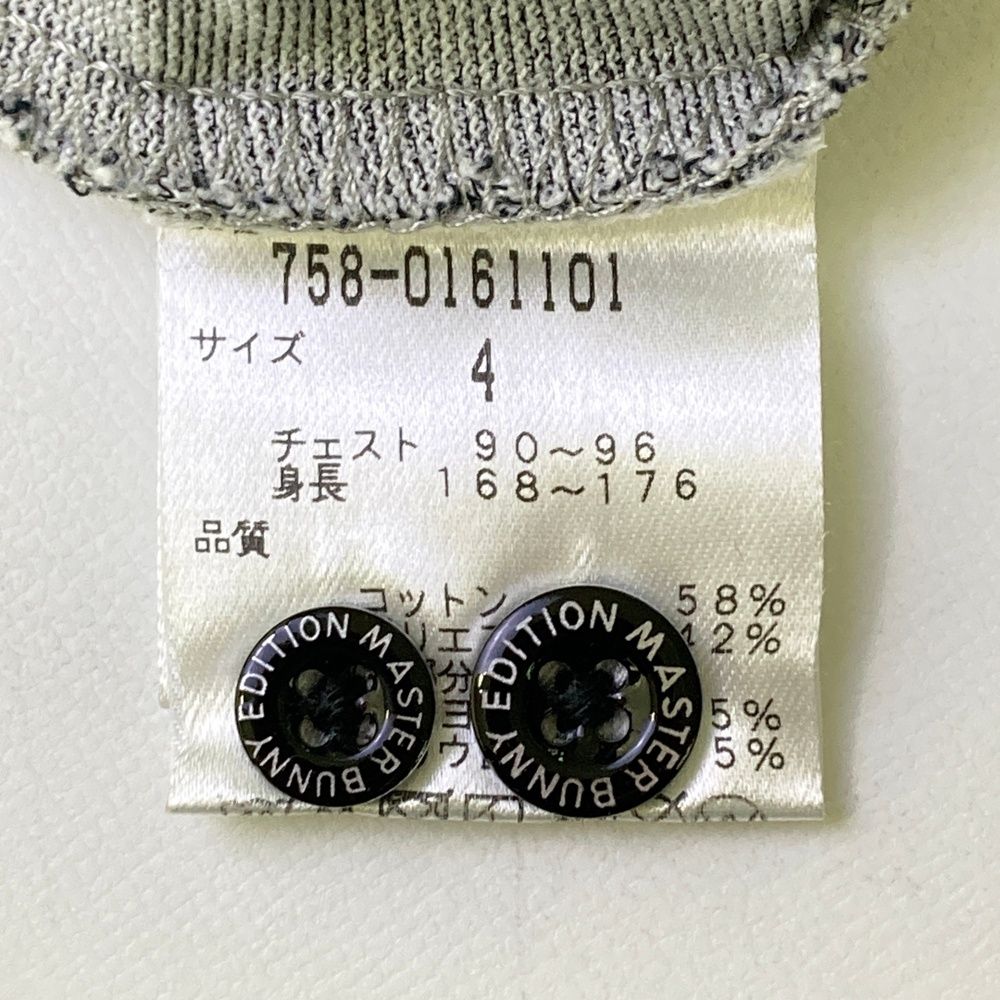 758-0161101
サイズ 4
チェスト 90~96
身長 168~176
品質
コットン 58%
42%
分
5%
5%
MASTER BUNNY EDITION
MASTER BUNNY EDITION